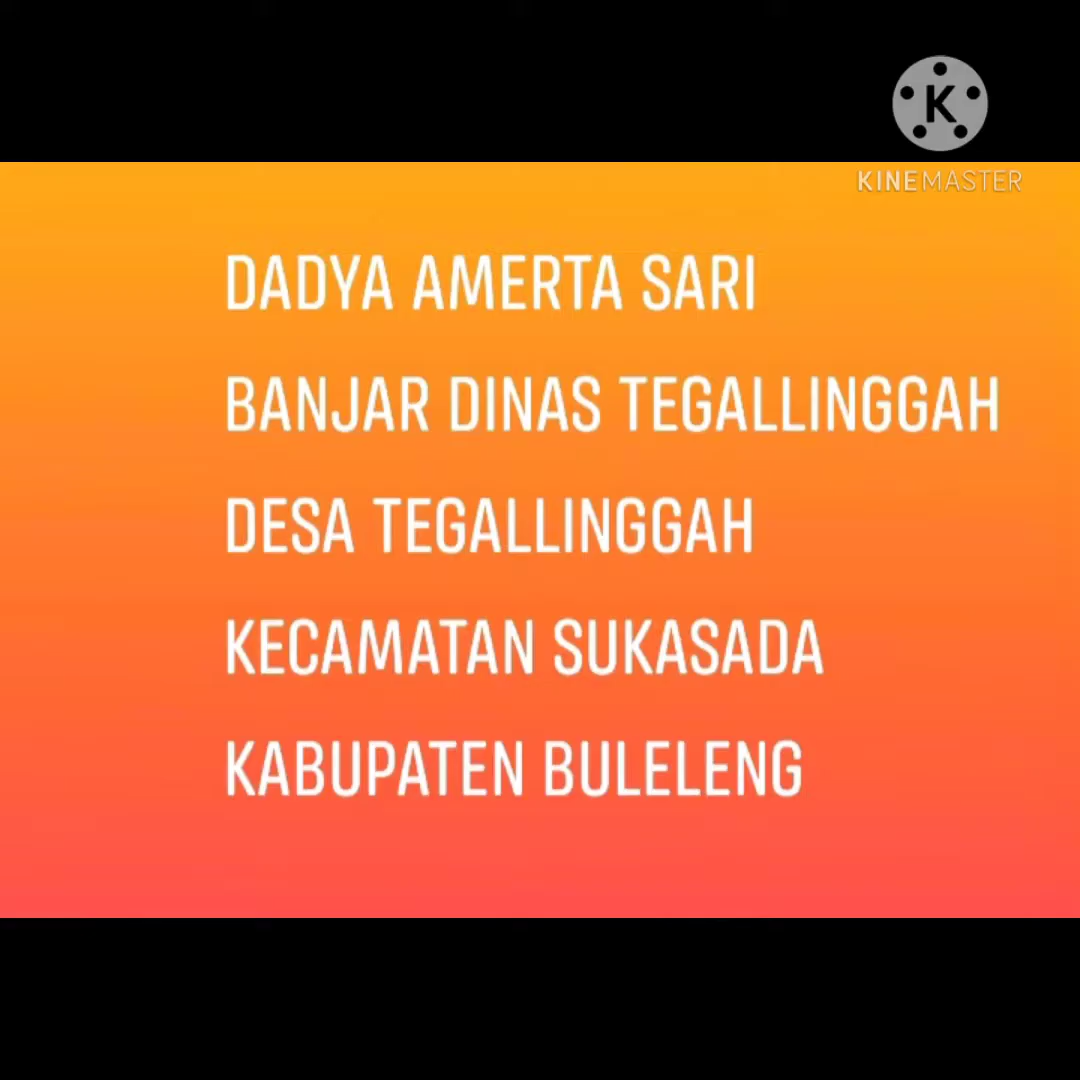 K
KINEMASTER
DADYA AMERTA SARI
BANJAR DINAS TEGALLINGGAH
DESA TEGALLINGGAH
KECAMATAN SUKASADA
KABUPATEN BULELENG